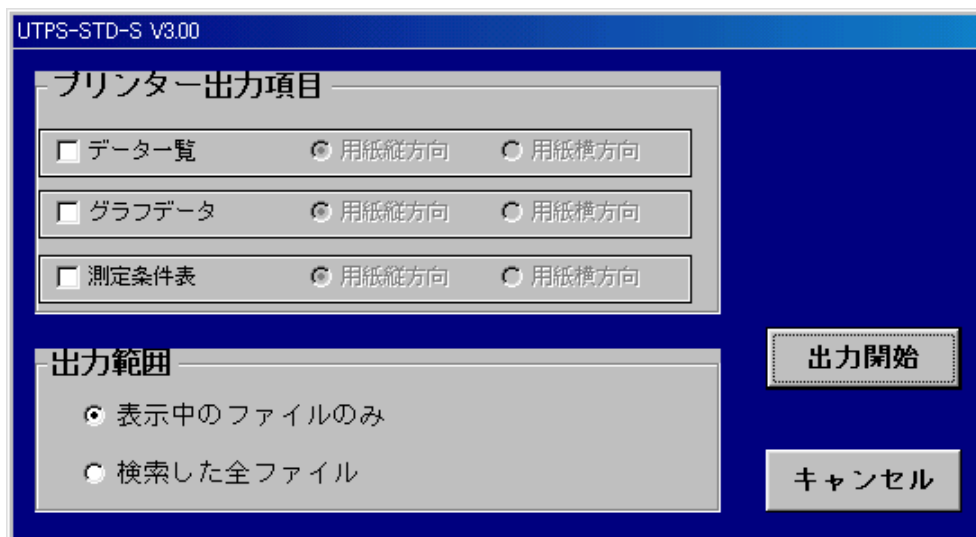 UTPS-STD-S V3.00
プリンター出力項目
データ一覧 用紙縦方向 用紙横方向
グラフデータ 用紙縦方向 用紙横方向
測定条件表 用紙縦方向 用紙横方向
出力範囲
表示中のファイルのみ
検索した全ファイル
出力開始
キャンセル